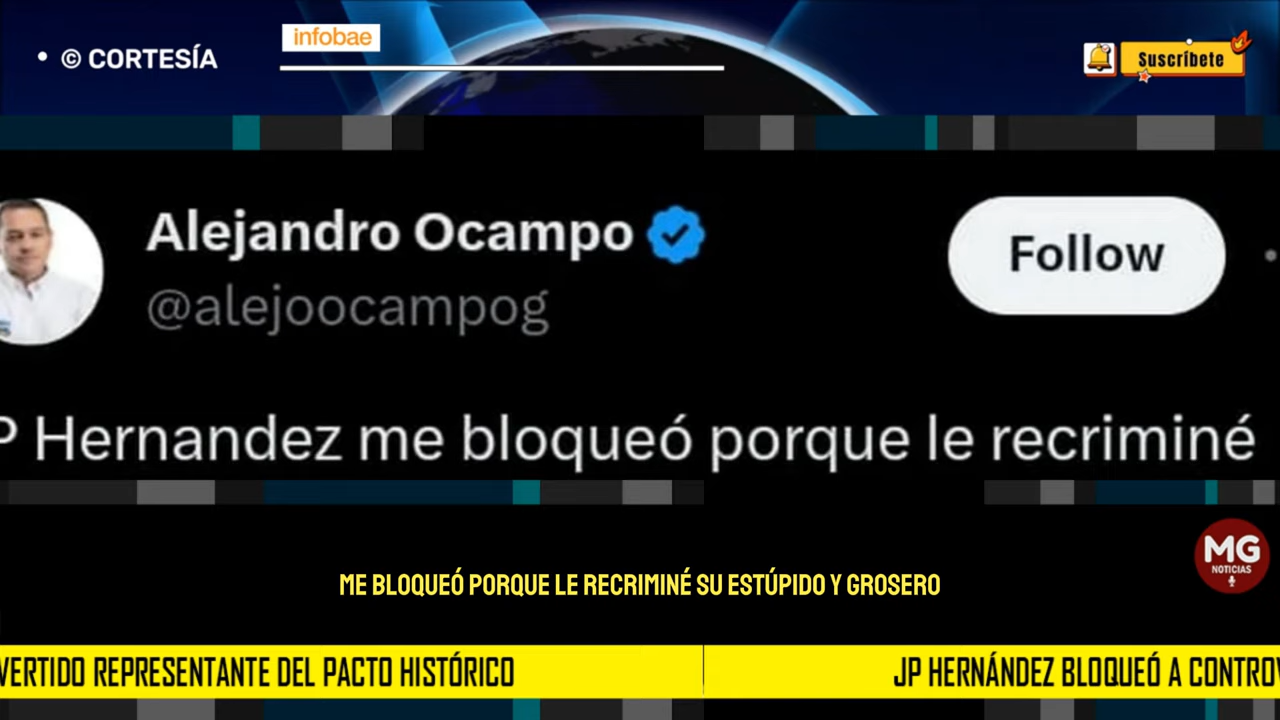 • © CORTESÍA
infobae
Suscríbete
Alejandro Ocampo
@alejoocampog
Follow
P Hernandez me bloqueó porque le recriminé
MG
NOTICIAS
ME BLOQUEÓ PORQUE LE RECRIMINÉ SU ESTÚPIDO Y GROSERO
VERTIDO REPRESENTANTE DEL PACTO HISTÓRICO
JP HERNÁNDEZ BLOQUEÓ A CONTROV